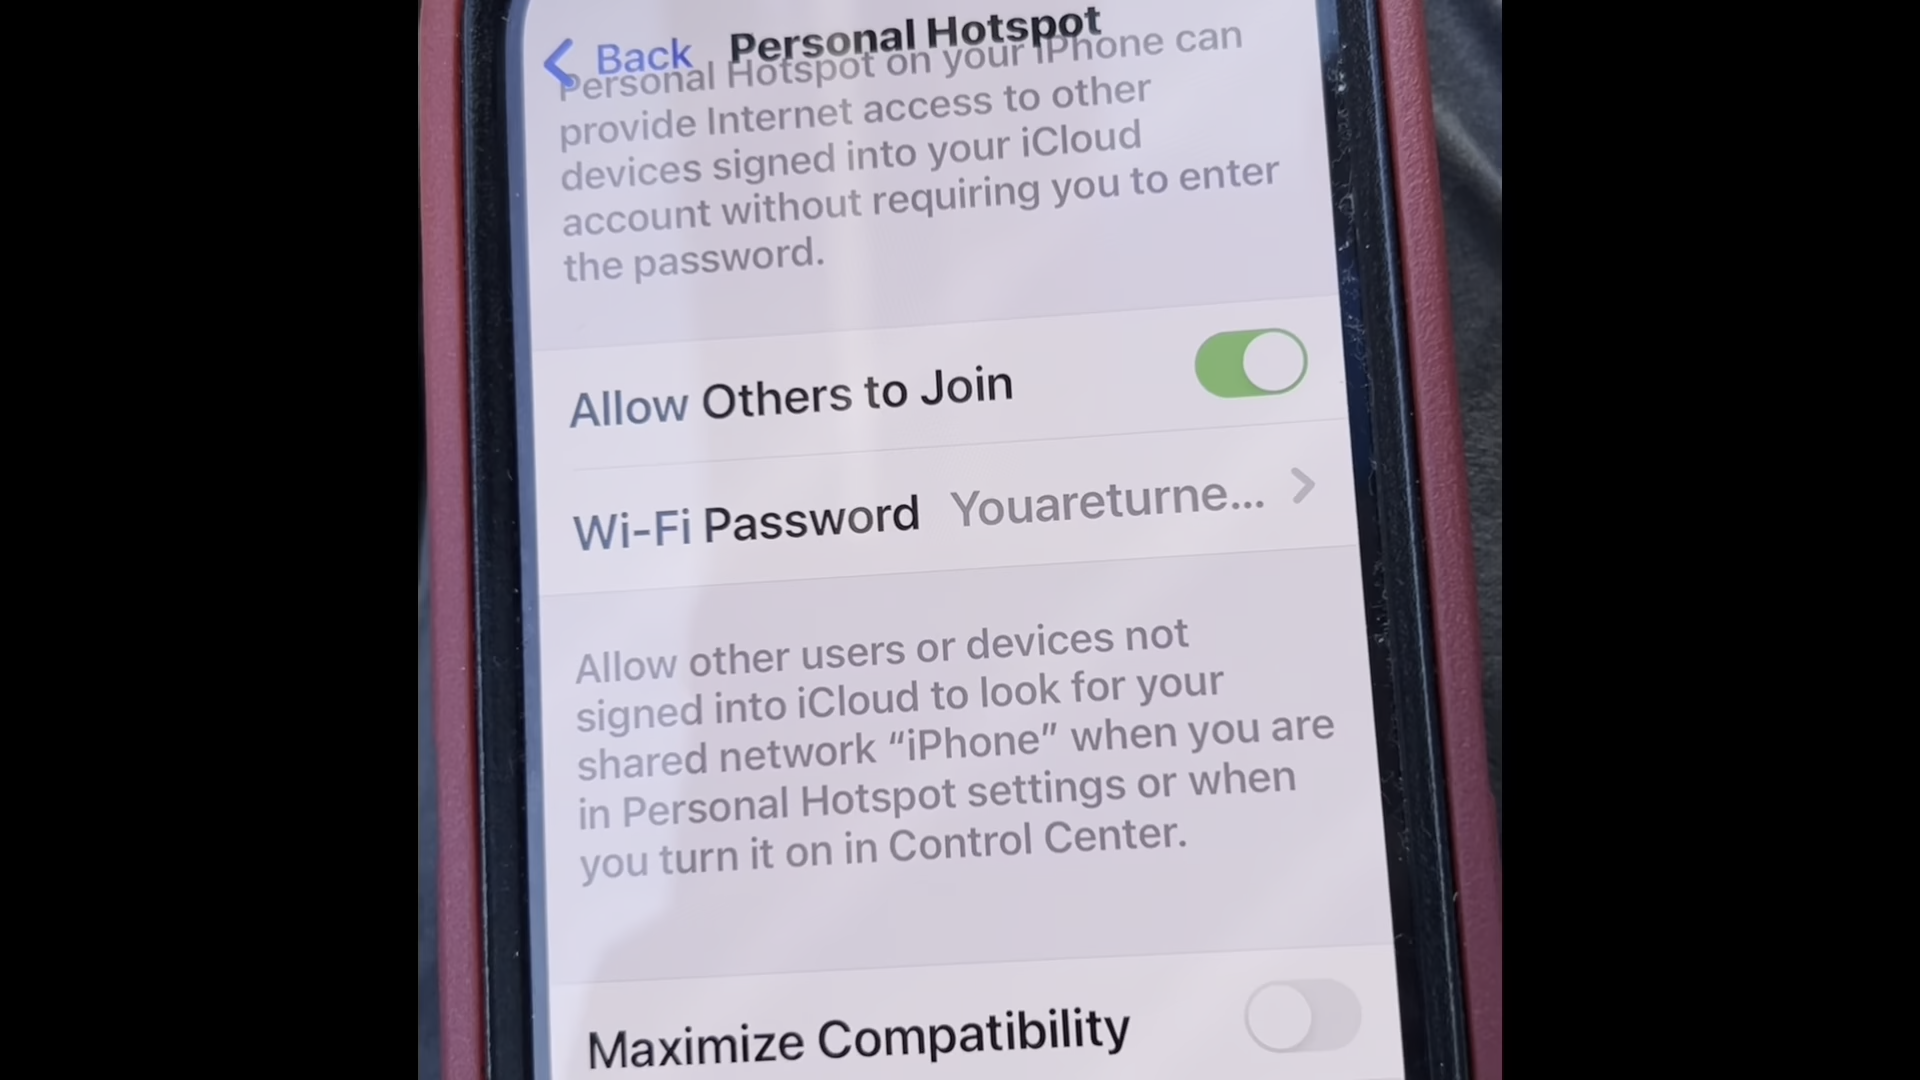 Back Personal Hotspot
Personal Hotspot on your iPhone can
provide Internet access to other
devices signed into your iCloud
account without requiring you to enter
the password.
Allow Others to Join
Wi-Fi Password Youareturne...
Allow other users or devices not
signed into iCloud to look for your
shared network “iPhone” when you are
in Personal Hotspot settings or when
you turn it on in Control Center.
Maximize Compatibility